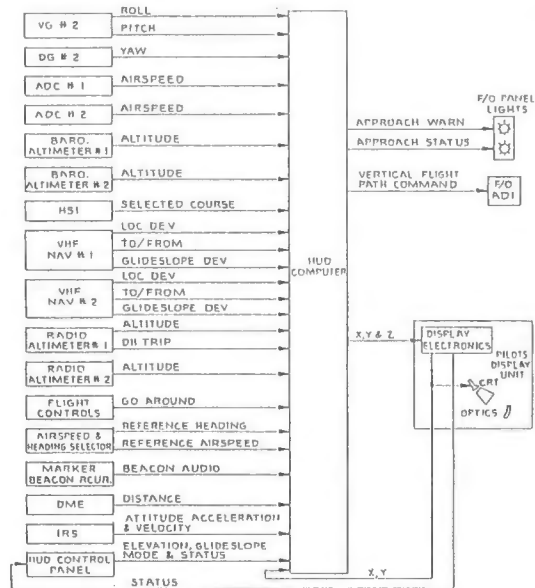 VG # 2
ROLL
PITCH
DG # 2
YAW
ADC # 1
AIRSPEED
ADC # 2
AIRSPEED
BARO.
ALTIMETER # 1
ALTITUDE
BARO.
ALTIMETER # 2
ALTITUDE
HSI
SELECTED COURSE
VHF
NAV # 1
LOC DEV
TO/FROM
GLIDESLOPE DEV
VHF
NAV # 2
LOC DEV
TO/FROM
GLIDESLOPE DEV
RADIO
ALTIMETER # 1
ALTITUDE
DH TRIP
RADIO
ALTIMETER # 2
ALTITUDE
FLIGHT
CONTROLS
GO AROUND
AIRSPEED &
HEADING SELECTOR
REFERENCE HEADING
REFERENCE AIRSPEED
MARKER
BEACON RCVR.
BEACON AUDIO
DME
DISTANCE
IRS
ATTITUDE ACCELERATION
& VELOCITY
HUD CONTROL
PANEL
ELEVATION, GLIDESLOPE
MODE & STATUS
STATUS
HUD
COMPUTER
APPROACH WARN
APPROACH STATUS
F/O PANEL
LIGHTS
VERTICAL FLIGHT
PATH COMMAND
F/O
ADI
X, Y & Z
DISPLAY
ELECTRONICS
PILOTS
DISPLAY
UNIT
CRT
OPTICS
X, Y